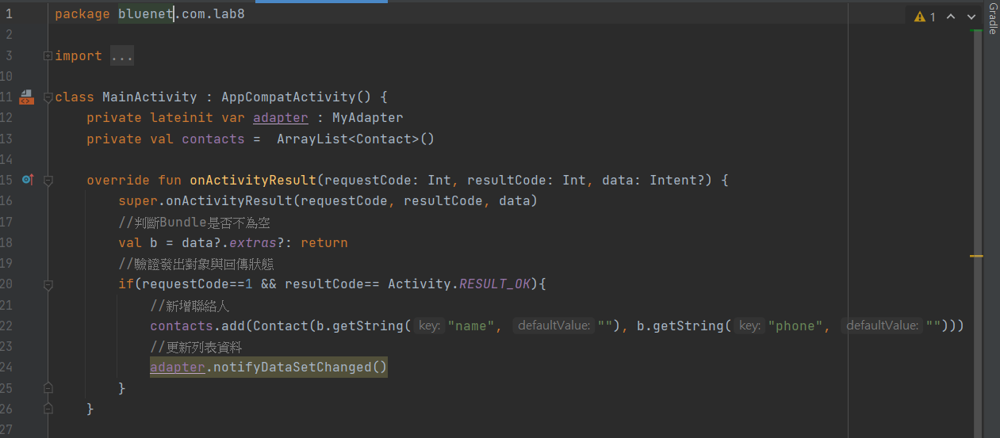 1 package bluenet.com.lab8
⚠ 1
Gradle
2
3 import ...
10
11 class MainActivity : AppCompatActivity() {
12 private lateinit var adapter : MyAdapter
13 private val contacts =  ArrayList<Contact>()
14
15 override fun onActivityResult(requestCode: Int, resultCode: Int, data: Intent?) {
16 super.onActivityResult(requestCode, resultCode, data)
17 //判斷Bundle是否不為空
18 val b = data?.extras?: return
19 //驗證發出對象與回傳狀態
20 if(requestCode==1 && resultCode== Activity.RESULT_OK){
21 //新增聯絡人
22 contacts.add(Contact(b.getString( key: "name", defaultValue: ""), b.getString( key: "phone", defaultValue: "")))
23 //更新列表資料
24 adapter.notifyDataSetChanged()
25 }
26 }
27